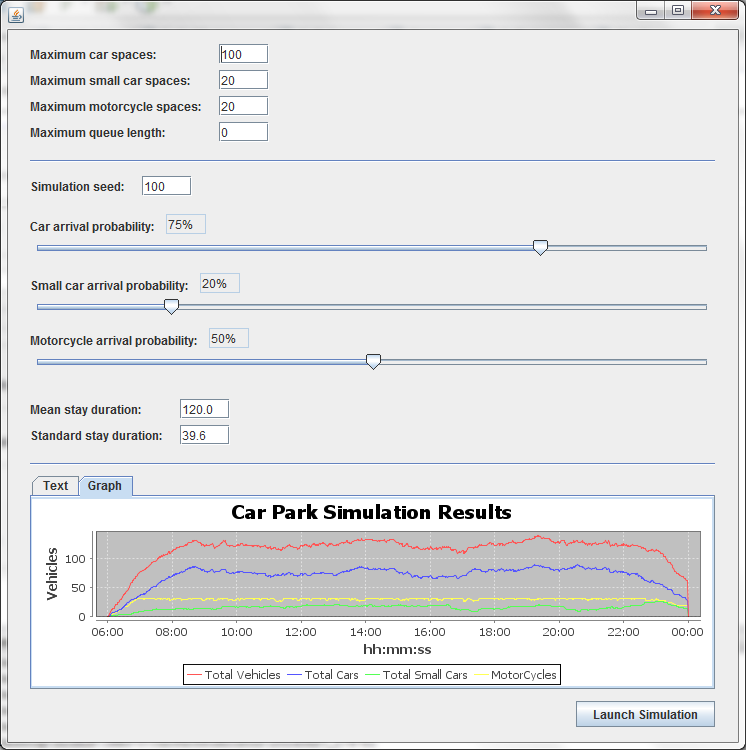 Maximum car spaces: 100
Maximum small car spaces: 20
Maximum motorcycle spaces: 20
Maximum queue length: 0
Simulation seed: 100
Car arrival probability: 75%
Small car arrival probability: 20%
Motorcycle arrival probability: 50%
Mean stay duration: 120.0
Standard stay duration: 39.6
Text Graph
Car Park Simulation Results
Vehicles
100
50
0
06:00 08:00 10:00 12:00 14:00 16:00 18:00 20:00 22:00 00:00
hh:mm:ss
Total Vehicles Total Cars Total Small Cars MotorCycles
Launch Simulation